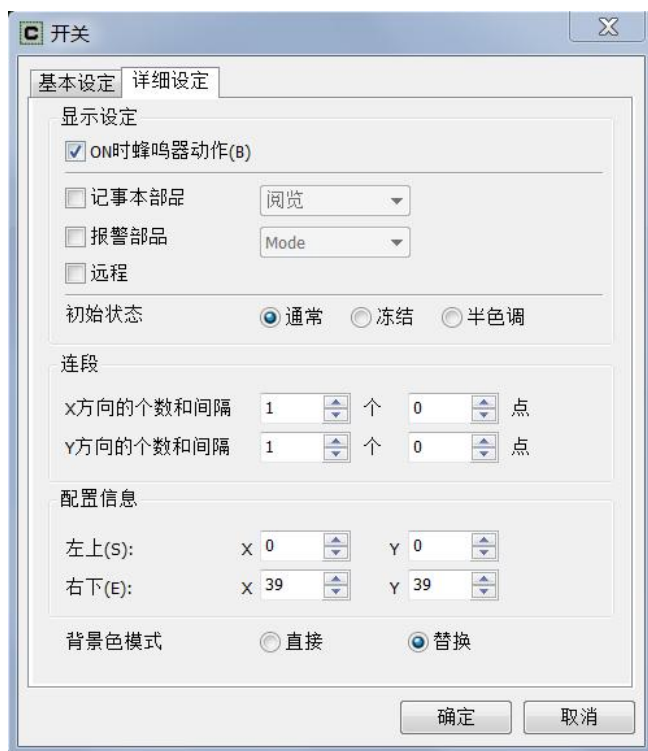 C 开关
基本设定 详细设定
显示设定
ON时蜂鸣器动作(B)
记事本部品 阅览
报警部品 Mode
远程
初始状态 通常 冻结 半色调
连段
X方向的个数和间隔 1 个 0 点
Y方向的个数和间隔 1 个 0 点
配置信息
左上(S): X 0 Y 0
右下(E): X 39 Y 39
背景色模式 直接 替换
确定 取消